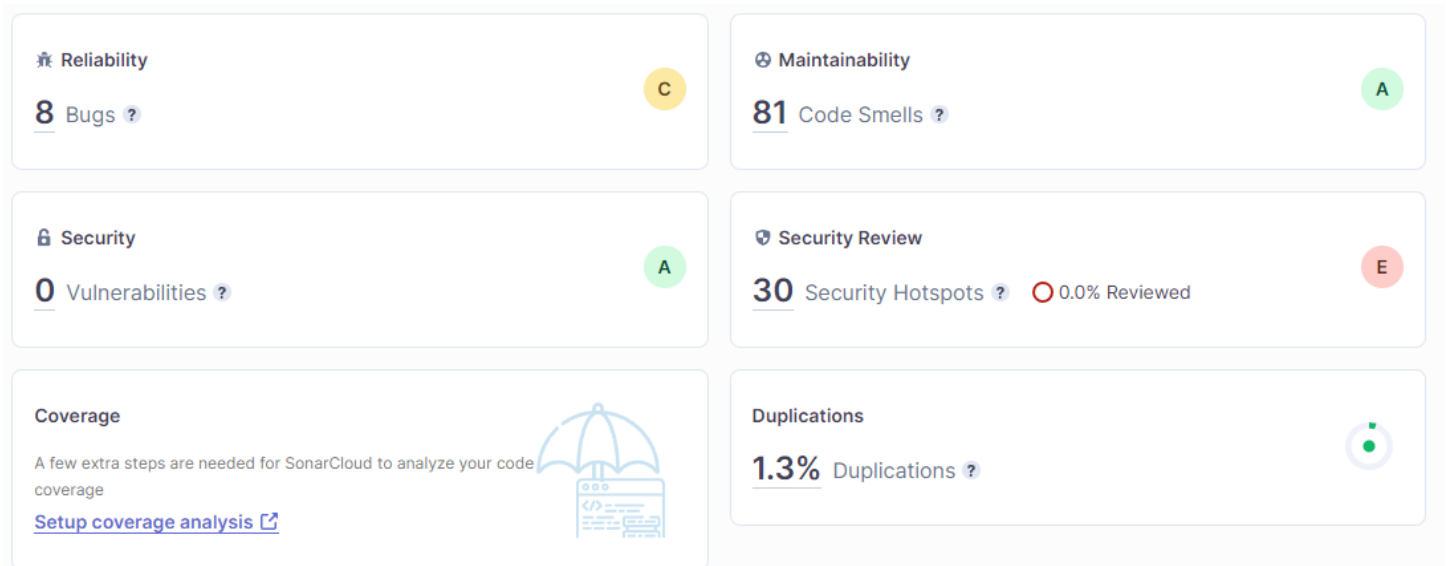 Reliability
8 Bugs ?
C
Maintainability
81 Code Smells ?
A
Security
0 Vulnerabilities ?
A
Security Review
30 Security Hotspots ? 0.0% Reviewed
E
Coverage
A few extra steps are needed for SonarCloud to analyze your code
coverage
Setup coverage analysis
Duplications
1.3% Duplications ?